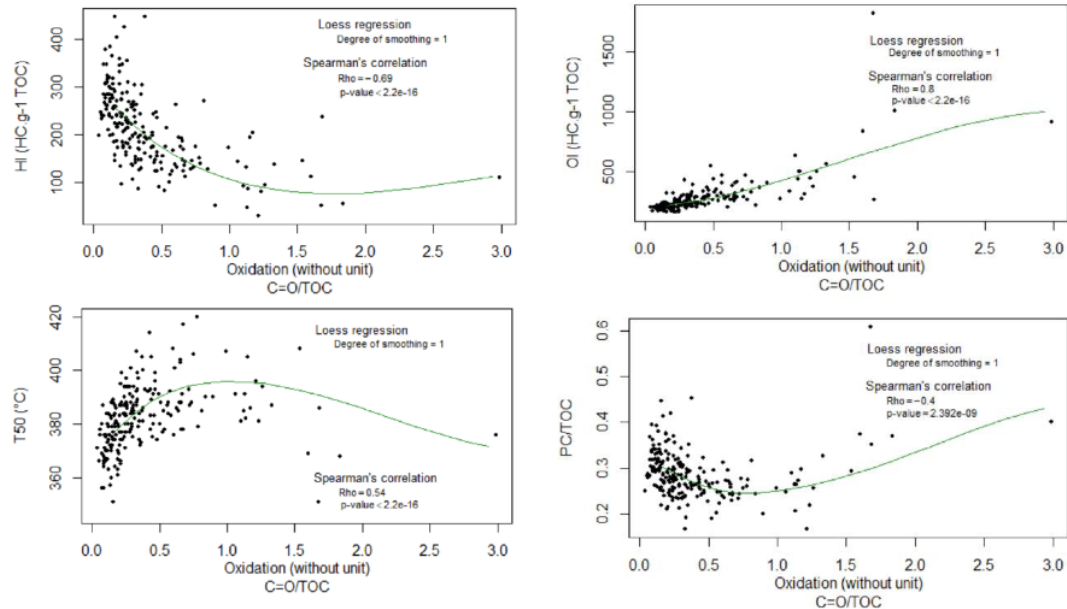 HI (HC.g-1 TOC)
400
300
200
100
Loess regression
Degree of smoothing = 1
Spearman's correlation
Rho = −0.69
p-value < 2.2e-16
0.0 0.5 1.0 1.5 2.0 2.5 3.0
Oxidation (without unit)
C=O/TOC
OI (HC.g-1 TOC)
1500
1000
500
Loess regression
Degree of smoothing = 1
Spearman's correlation
Rho = 0.8
p-value < 2.2e-16
0.0 0.5 1.0 1.5 2.0 2.5 3.0
Oxidation (without unit)
C=O/TOC
T50 (°C)
420
400
380
360
Loess regression
Degree of smoothing = 1
Spearman's correlation
Rho = 0.54
p-value < 2.2e-16
0.0 0.5 1.0 1.5 2.0 2.5 3.0
Oxidation (without unit)
C=O/TOC
PC/TOC
0.6
0.5
0.4
0.3
0.2
Loess regression
Degree of smoothing = 1
Spearman's correlation
Rho = −0.4
p-value = 2.392e-09
0.0 0.5 1.0 1.5 2.0 2.5 3.0
Oxidation (without unit)
C=O/TOC